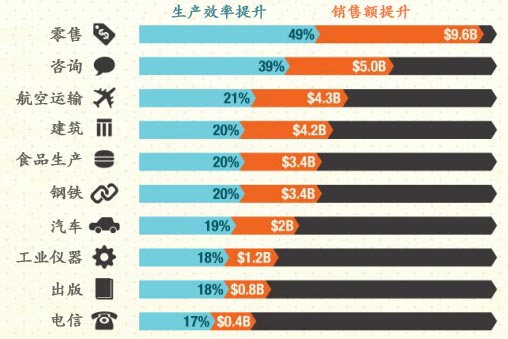 生产效率提升 销售额提升
零售 49% $9.6B
咨询 39% $5.0B
航空运输 21% $4.3B
建筑 20% $4.2B
食品生产 20% $3.4B
钢铁 20% $3.4B
汽车 19% $2B
工业仪器 18% $1.2B
出版 18% $0.8B
电信 17% $0.4B